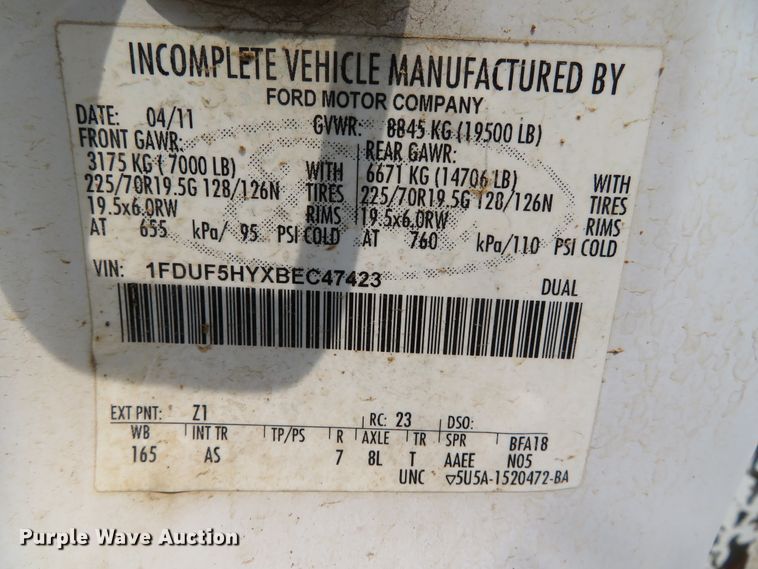 INCOMPLETE VEHICLE MANUFACTURED BY
FORD MOTOR COMPANY
DATE: 04/11 GVWR: 8845 KG (19500 LB)
FRONT GAWR: REAR GAWR:
3175 KG (7000 LB) WITH 6671 KG (14706 LB) WITH
225/70R19.5G 128/126N TIRES 225/70R19.5G 128/126N TIRES
19.5x6.0RW RIMS 19.5x6.0RW RIMS
AT 655 kPa/ 95 PSI COLD AT 760 kPa/110 PSI COLD
VIN: 1FDUF5HYXBEC47423 DUAL
EXT PNT: Z1 RC: 23 DSO:
WB INT TR TP/PS R AXLE TR SPR BFA18
165 AS 7 8L T AAEE N05
UNC ▽5U5A-1520472-BA
Purple Wave Auction